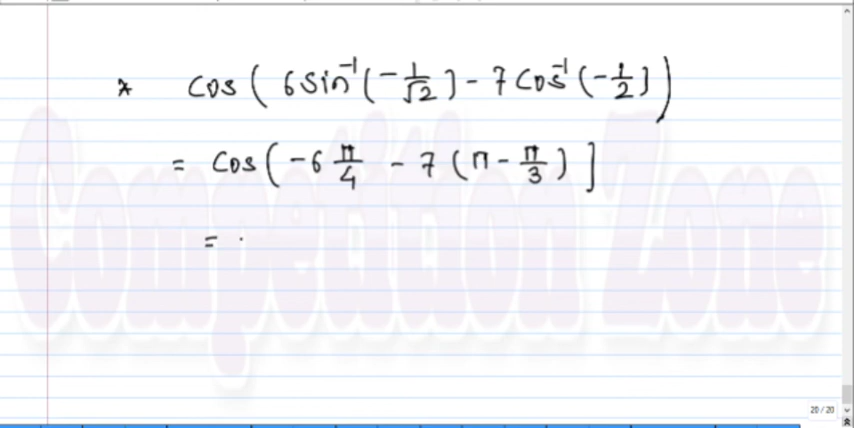 * cos( 6 sin⁻¹(-1/√2) - 7 cos⁻¹(-1/2))
= cos(-6 π/4 - 7 (π - π/3) ]
= .
Competition Zone
20 / 20